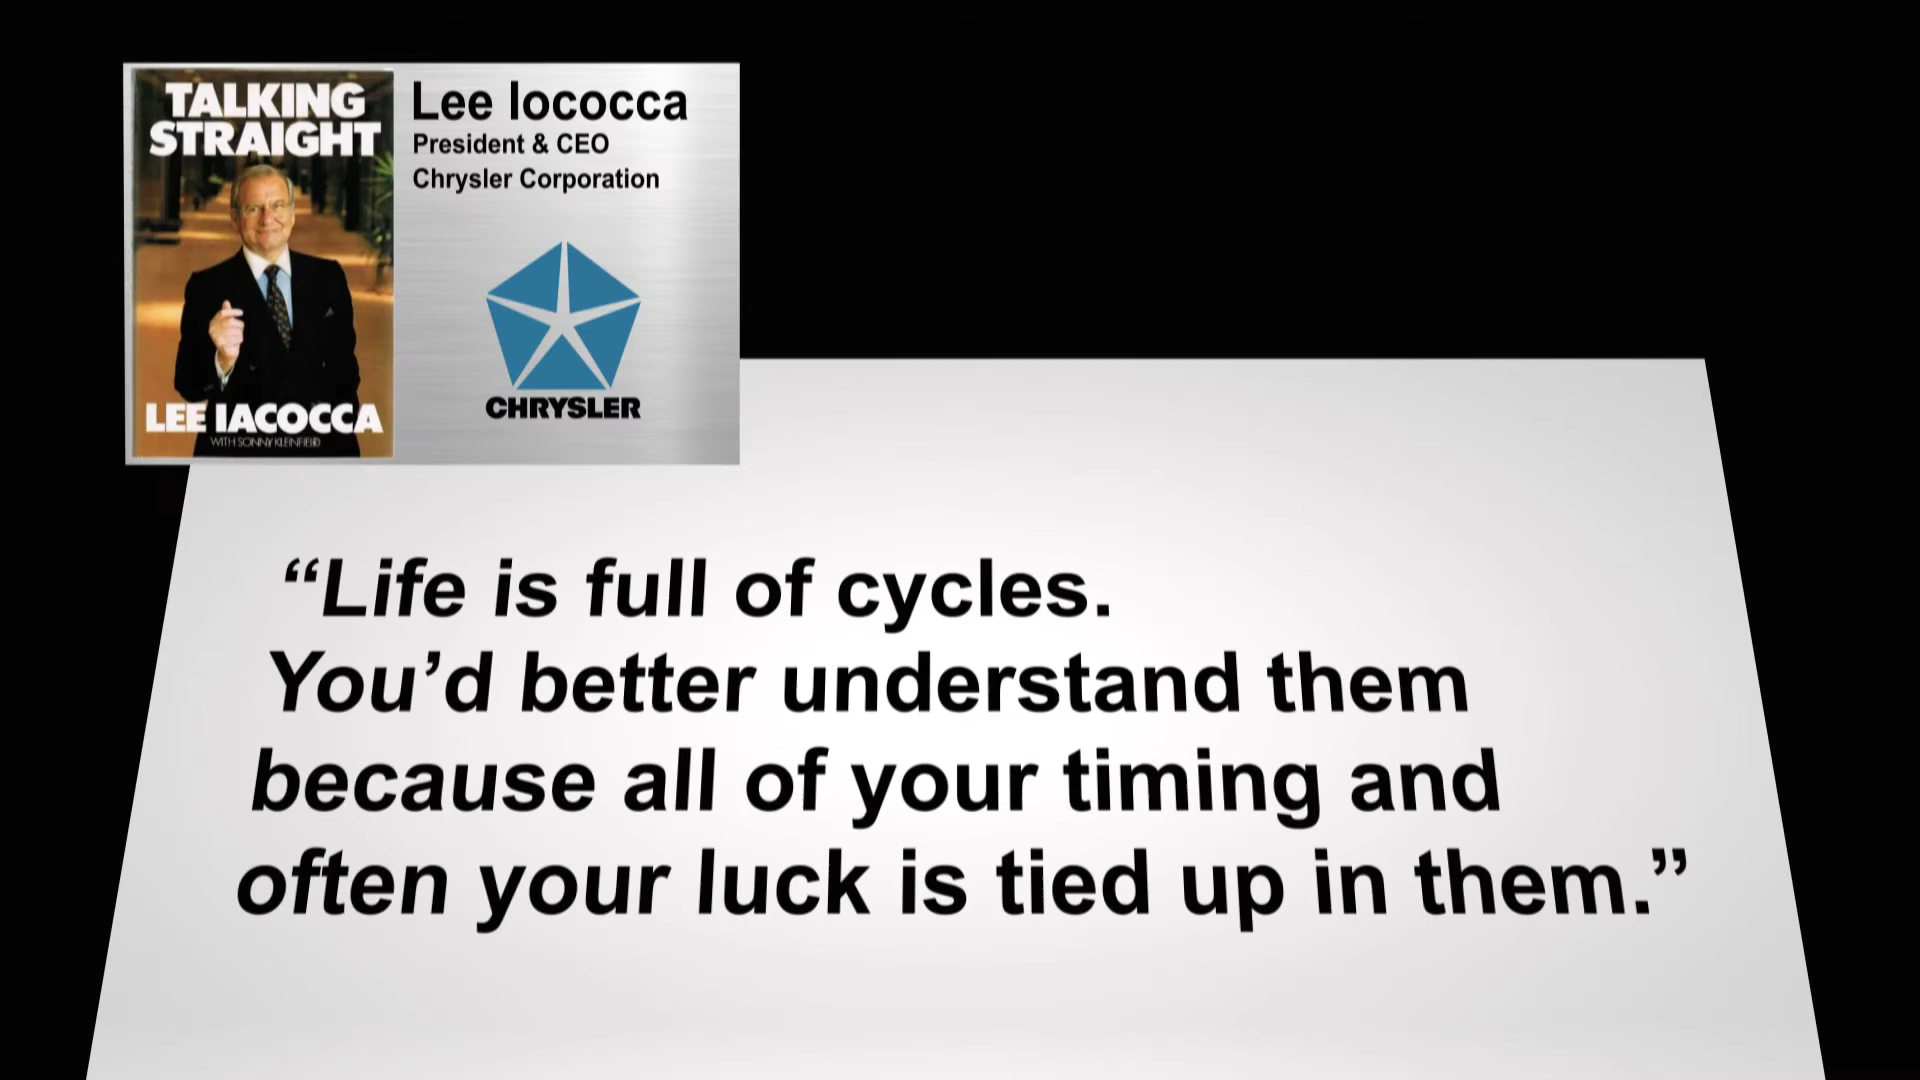 TALKING
STRAIGHT
LEE IACOCCA
WITH SONNY KLEINFIELD
Lee Iococca
President & CEO
Chrysler Corporation
CHRYSLER
“Life is full of cycles.
You’d better understand them
because all of your timing and
often your luck is tied up in them.”